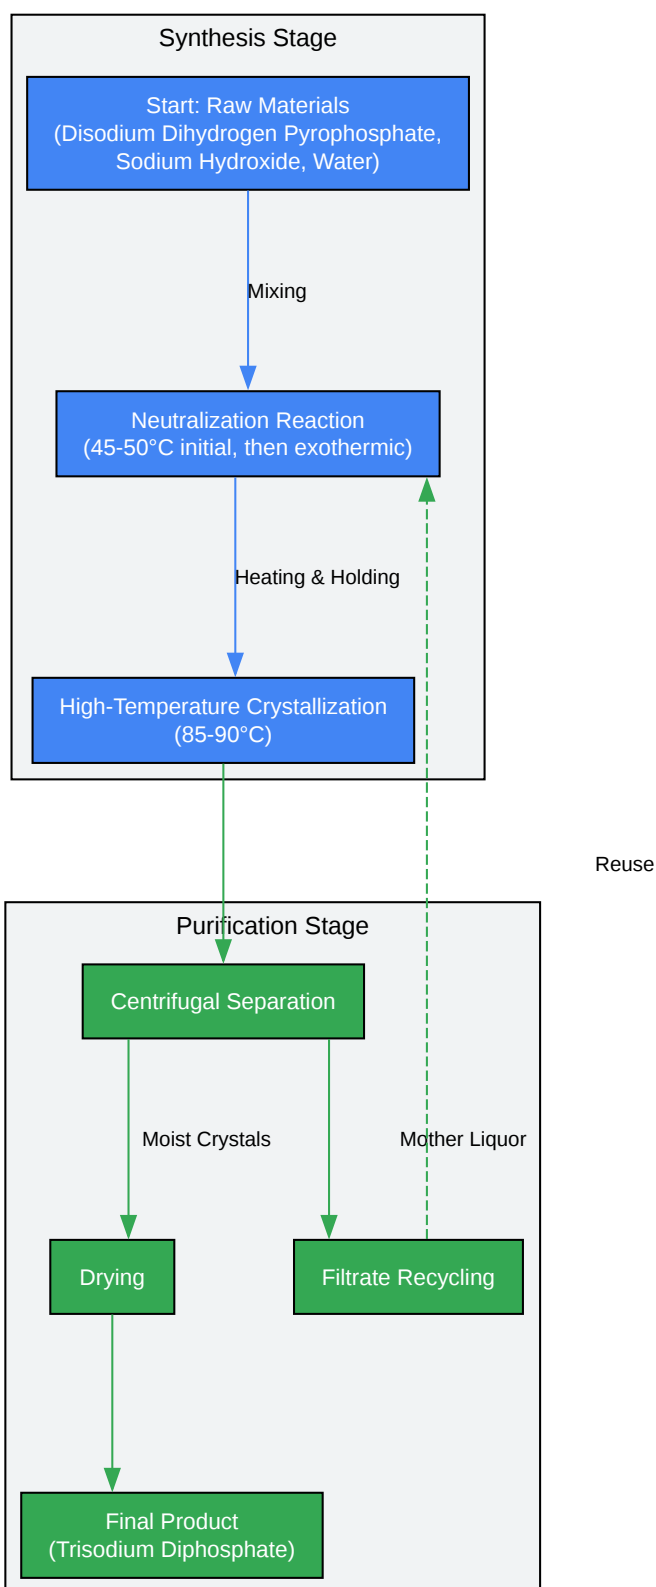 Synthesis Stage
Start: Raw Materials
(Disodium Dihydrogen Pyrophosphate,
Sodium Hydroxide, Water)
Mixing
Neutralization Reaction
(45-50°C initial, then exothermic)
Heating & Holding
High-Temperature Crystallization
(85-90°C)
Reuse
Purification Stage
Centrifugal Separation
Moist Crystals
Mother Liquor
Drying
Filtrate Recycling
Final Product
(Trisodium Diphosphate)